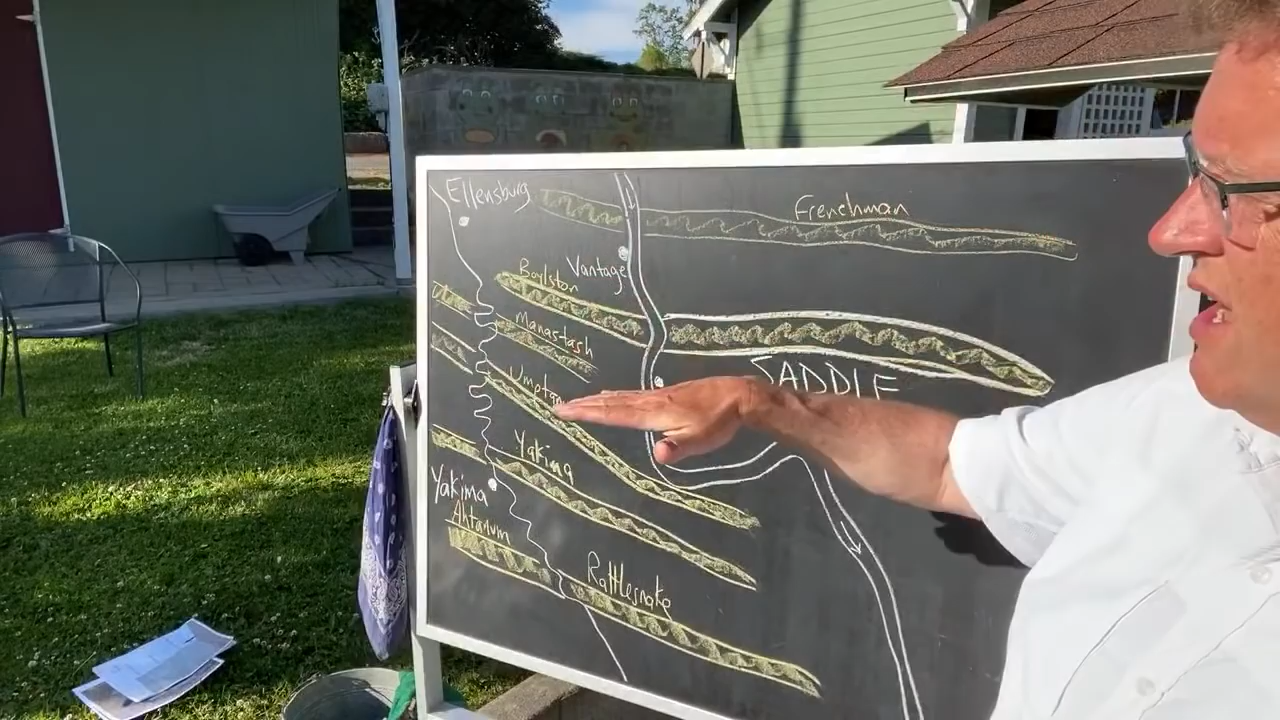 Ellensburg
Frenchman
Vantage
Boylston
Manastash
SADDLE
Yakima
Yakima
Ahtanum
Rattlesnake